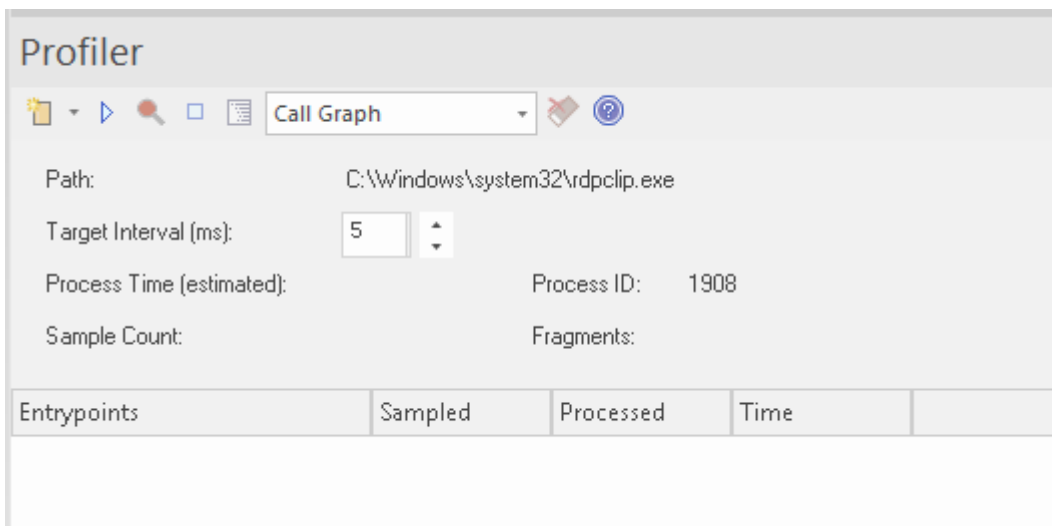 Profiler
Call Graph
Path: C:\Windows\system32\rdpclip.exe
Target Interval (ms): 5
Process Time (estimated): Process ID: 1908
Sample Count: Fragments:
Entrypoints Sampled Processed Time